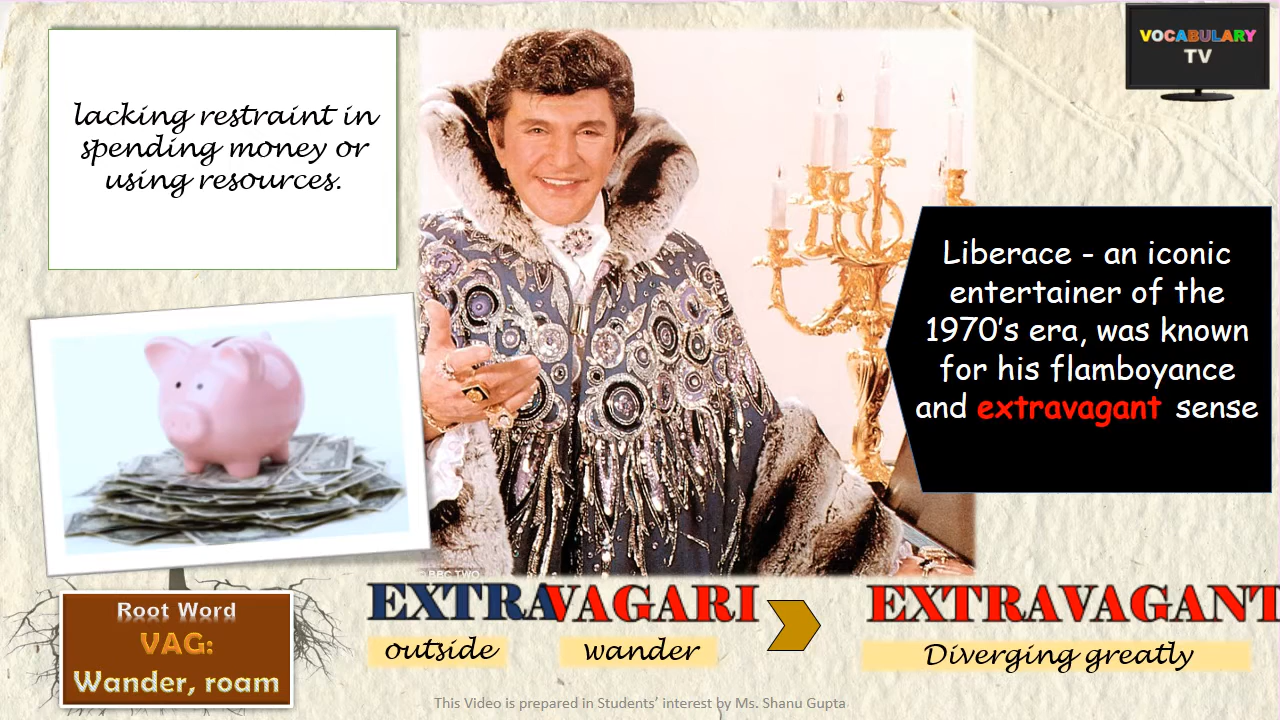 VOCABULARY
TV
lacking restraint in
spending money or
using resources.
Liberace - an iconic
entertainer of the
1970's era, was known
for his flamboyance
and extravagant sense
BBC TWO
Root Word
VAG:
Wander, roam
EXTRAVAGARI
outside wander
EXTRAVAGANT
Diverging greatly
This Video is prepared in Students' interest by Ms. Shanu Gupta